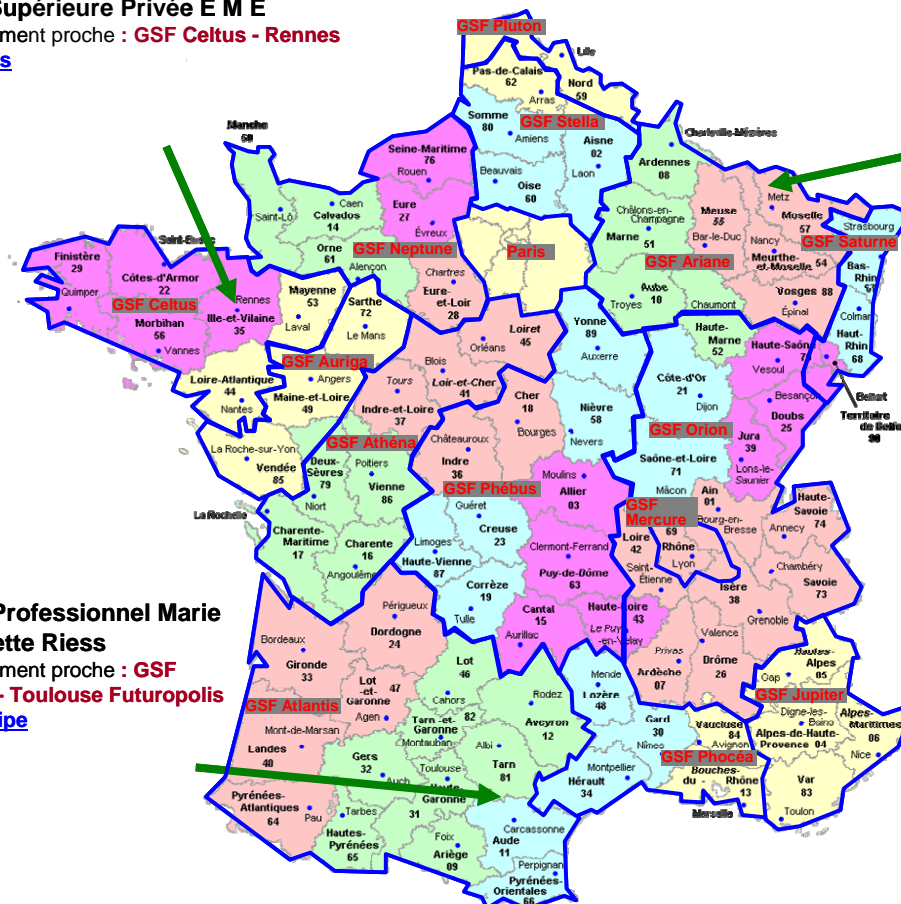 Supérieure Privée E M E
ment proche : GSF Celtus - Rennes
s
GSF Pluton
Lille
Pas-de-Calais
62
Nord
59
Arras
Somme
80
GSF Stella
Amiens
Aisne
02
Laon
Manche
50
Charleville-Mézières
Seine-Maritime
76
Rouen
Beauvais
Oise
60
Ardennes
08
Metz
Moselle
57
Saint-Lô
Caen
Calvados
14
Eure
27
Évreux
Châlons-en-
Champagne
Marne
51
Meuse
55
Bar-le-Duc
Nancy
Meurthe-
et-Moselle
54
Strasbourg
GSF Saturne
Bas-
Rhin
67
Orne
61
Alençon
GSF Neptune
Paris
GSF Ariane
Finistère
29
Quimper
Côtes-d'Armor
22
GSF Celtus
Rennes
Ille-et-Vilaine
35
Morbihan
56
Vannes
Mayenne
53
Laval
Sarthe
72
Le Mans
Chartres
Eure-
et-Loir
28
Aube
10
Troyes
Chaumont
Haute-
Marne
52
Vosges 88
Épinal
Colmar
Haut-
Rhin
68
Loiret
45
Orléans
Yonne
89
Auxerre
Haute-Saône
Vesoul
GSF Auriga
Angers
Maine-et-Loire
49
Loire-Atlantique
44
Nantes
Blois
Loir-et-Cher
41
Tours
Indre-et-Loire
37
Cher
18
Bourges
Nièvre
58
Nevers
Côte-d'Or
21
Dijon
Besançon
Doubs
25
Territoire
de Belfort
90
La Roche-sur-Yon
Vendée
85
GSF Athéna
Châteauroux
Indre
36
GSF Orion
Jura
39
Lons-le-
Saunier
Deux-
Sèvres
79
Niort
Poitiers
Vienne
86
GSF Phébus
Moulins
Allier
03
Saône-et-Loire
71
Mâcon
La Rochelle
Charente-
Maritime
17
Charente
16
Angoulême
Guéret
Creuse
23
Limoges
Haute-Vienne
87
Clermont-Ferrand
Puy-de-Dôme
63
GSF
Mercure
69
Rhône
Lyon
Loire
42
Saint-
Étienne
Ain
01
Bourg-en-
Bresse
Haute-
Savoie
74
Annecy
Chambéry
Savoie
73
Isère
38
Grenoble
Corrèze
19
Tulle
Cantal
15
Aurillac
Haute-Loire
43
Le Puy
-en-Velay
Professionnel Marie
ette Riess
ment proche : GSF
- Toulouse Futuropolis
ipe
Périgueux
Dordogne
24
Bordeaux
Gironde
33
Valence
Privas
Ardèche
07
Drôme
26
Hautes-
Alpes
05
Gap
GSF Jupiter
Lot
46
Cahors
Lot
-et-
Garonne
47
Agen
GSF Atlantis
Mont-de-Marsan
Landes
40
Rodez
Aveyron
12
Mende
Lozère
48
Tarn -et-
Garonne
82
Montauban
Gard
30
Nîmes
Vaucluse
84
Avignon
Digne-les-
Bains
Alpes-de-Haute-
Provence 04
Alpes-
Maritimes
06
Nice
GSF Phocéa
Gers
32
Auch
Toulouse
Haute-
Garonne
31
Albi
Tarn
81
Montpellier
Hérault
34
Bouches-
du - Rhône
13
Marseille
Var
83
Toulon
Pyrénées-
Atlantiques
64
Pau
Tarbes
Hautes-
Pyrénées
65
Foix
Ariège
09
Carcassonne
Aude
11
Perpignan
Pyrénées-
Orientales
66